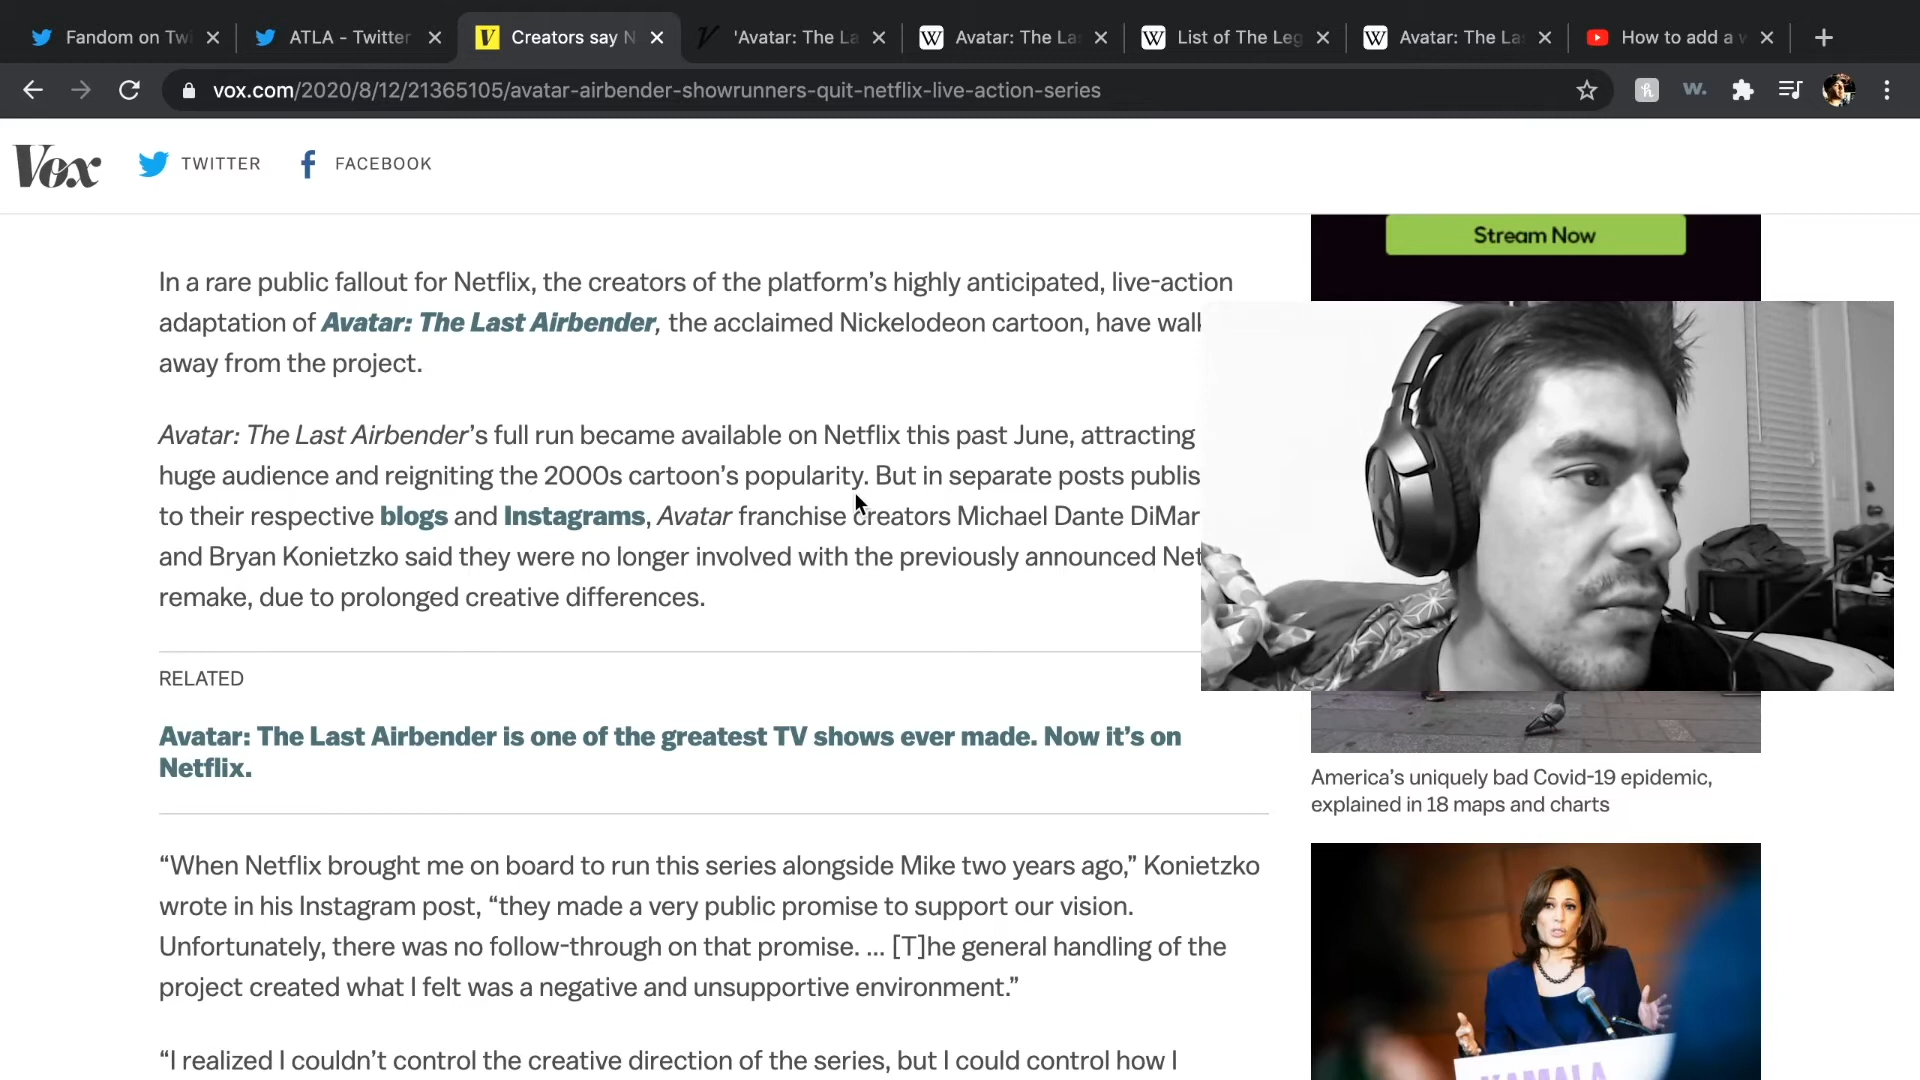 Fandom on Twi
ATLA - Twitter
Creators say N
'Avatar: The La
Avatar: The Las
List of The Leg
Avatar: The Las
How to add a v
vox.com/2020/8/12/21365105/avatar-airbender-showrunners-quit-netflix-live-action-series
Vox
TWITTER
FACEBOOK
Stream Now
In a rare public fallout for Netflix, the creators of the platform’s highly anticipated, live-action
adaptation of Avatar: The Last Airbender, the acclaimed Nickelodeon cartoon, have walk
away from the project.
Avatar: The Last Airbender’s full run became available on Netflix this past June, attracting
huge audience and reigniting the 2000s cartoon’s popularity. But in separate posts publis
to their respective blogs and Instagrams, Avatar franchise creators Michael Dante DiMar
and Bryan Konietzko said they were no longer involved with the previously announced Net
remake, due to prolonged creative differences.
RELATED
Avatar: The Last Airbender is one of the greatest TV shows ever made. Now it’s on
Netflix.
“When Netflix brought me on board to run this series alongside Mike two years ago,” Konietzko
wrote in his Instagram post, “they made a very public promise to support our vision.
Unfortunately, there was no follow-through on that promise. ... [T]he general handling of the
project created what I felt was a negative and unsupportive environment.”
“I realized I couldn’t control the creative direction of the series, but I could control how I
America’s uniquely bad Covid-19 epidemic,
explained in 18 maps and charts
KAMALA